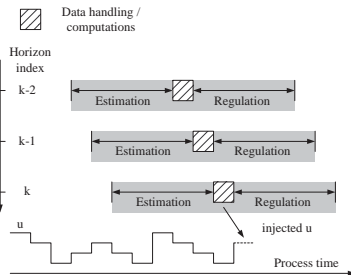 Data handling /
computations
Horizon
index
k-2
Estimation
Regulation
k-1
Estimation
Regulation
k
Estimation
Regulation
u
injected u
Process time